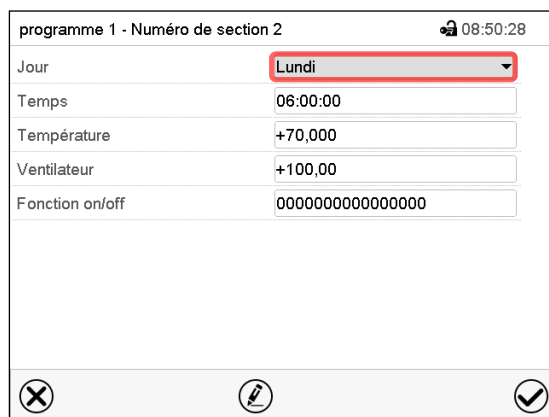 programme 1 - Numéro de section 2 08:50:28
Jour Lundi
Temps 06:00:00
Température +70,000
Ventilateur +100,00
Fonction on/off 0000000000000000